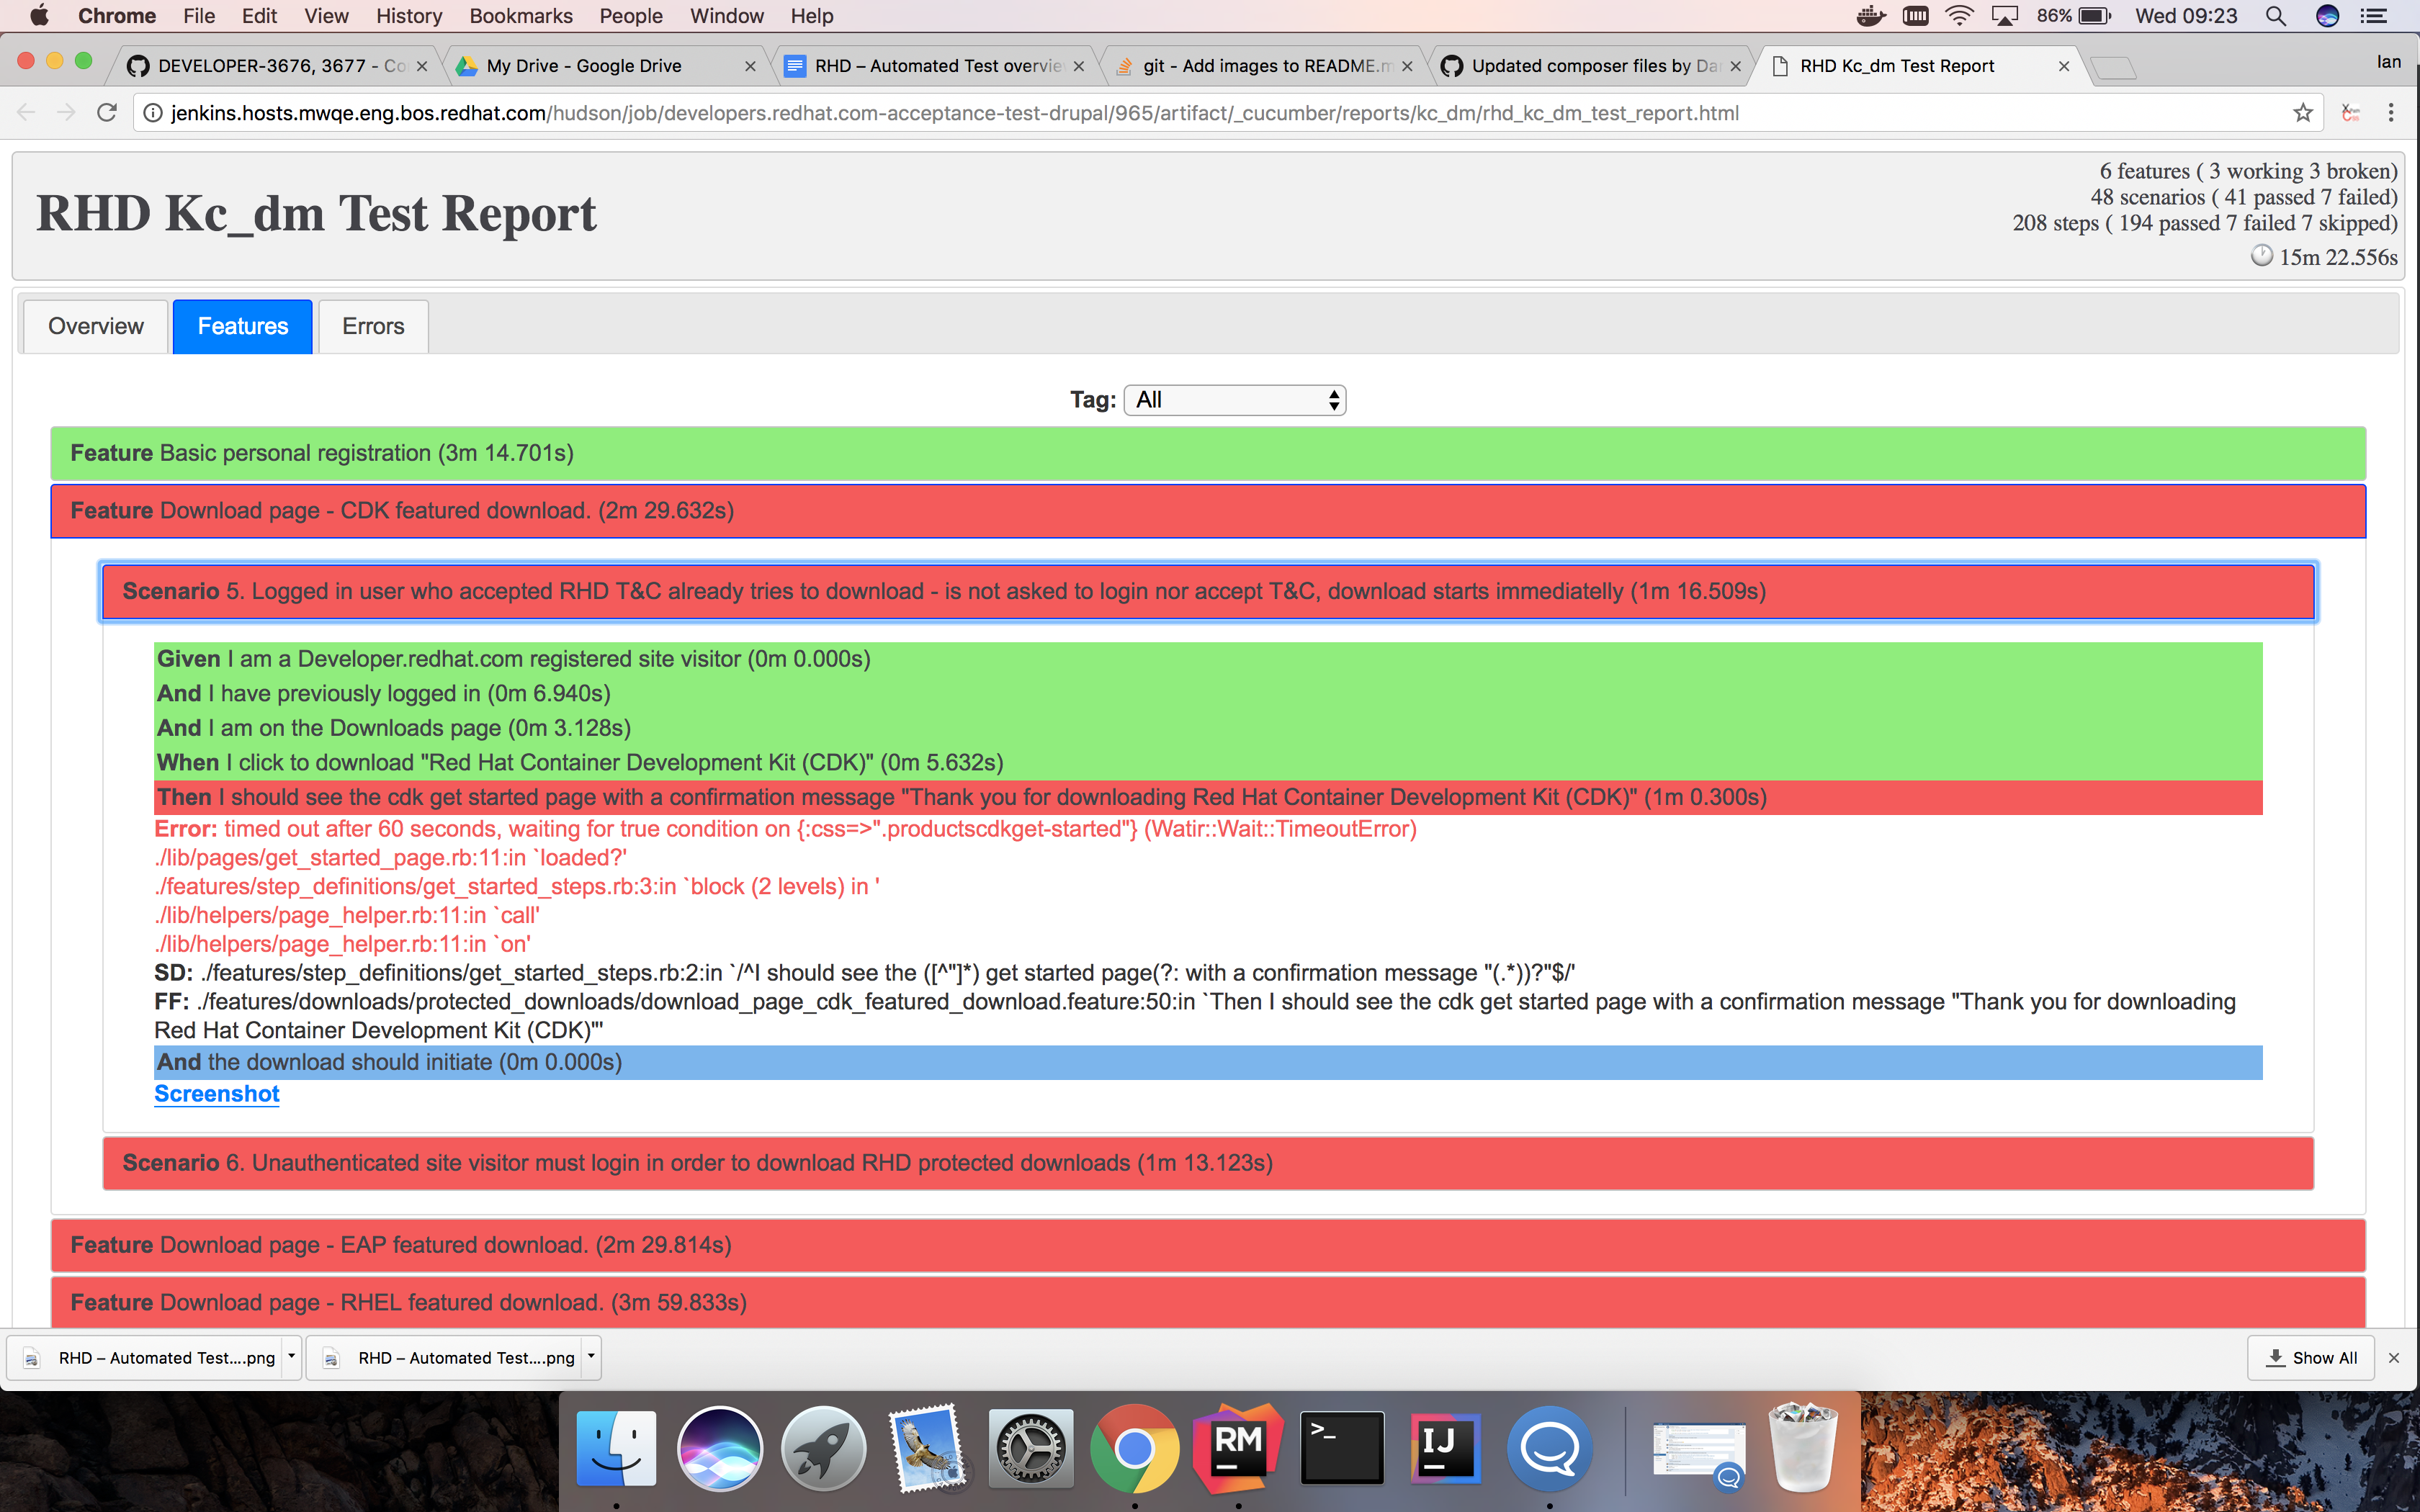 Chrome File Edit View History Bookmarks People Window Help 86% Wed 09:23
DEVELOPER-3676, 3677 - Co
My Drive - Google Drive
RHD – Automated Test overvie
git - Add images to README.m
Updated composer files by Da
RHD Kc_dm Test Report
Ian
jenkins.hosts.mwqe.eng.bos.redhat.com/hudson/job/developers.redhat.com-acceptance-test-drupal/965/artifact/_cucumber/reports/kc_dm/rhd_kc_dm_test_report.html
RHD Kc_dm Test Report
6 features ( 3 working 3 broken)
48 scenarios ( 41 passed 7 failed)
208 steps ( 194 passed 7 failed 7 skipped)
15m 22.556s
Overview
Features
Errors
Tag: All
Feature Basic personal registration (3m 14.701s)
Feature Download page - CDK featured download. (2m 29.632s)
Scenario 5. Logged in user who accepted RHD T&C already tries to download - is not asked to login nor accept T&C, download starts immediatelly (1m 16.509s)
Given I am a Developer.redhat.com registered site visitor (0m 0.000s)
And I have previously logged in (0m 6.940s)
And I am on the Downloads page (0m 3.128s)
When I click to download "Red Hat Container Development Kit (CDK)" (0m 5.632s)
Then I should see the cdk get started page with a confirmation message "Thank you for downloading Red Hat Container Development Kit (CDK)" (1m 0.300s)
Error: timed out after 60 seconds, waiting for true condition on {:css=>".productscdkget-started"} (Watir::Wait::TimeoutError)
./lib/pages/get_started_page.rb:11:in `loaded?'
./features/step_definitions/get_started_steps.rb:3:in `block (2 levels) in '
./lib/helpers/page_helper.rb:11:in `call'
./lib/helpers/page_helper.rb:11:in `on'
SD: ./features/step_definitions/get_started_steps.rb:2:in `/^I should see the ([^"]*) get started page(?: with a confirmation message "(.*))?"$/'
FF: ./features/downloads/protected_downloads/download_page_cdk_featured_download.feature:50:in `Then I should see the cdk get started page with a confirmation message "Thank you for downloading
Red Hat Container Development Kit (CDK)"'
And the download should initiate (0m 0.000s)
Screenshot
Scenario 6. Unauthenticated site visitor must login in order to download RHD protected downloads (1m 13.123s)
Feature Download page - EAP featured download. (2m 29.814s)
Feature Download page - RHEL featured download. (3m 59.833s)
RHD – Automated Test....png
RHD – Automated Test....png
Show All
RM
>_
IJ